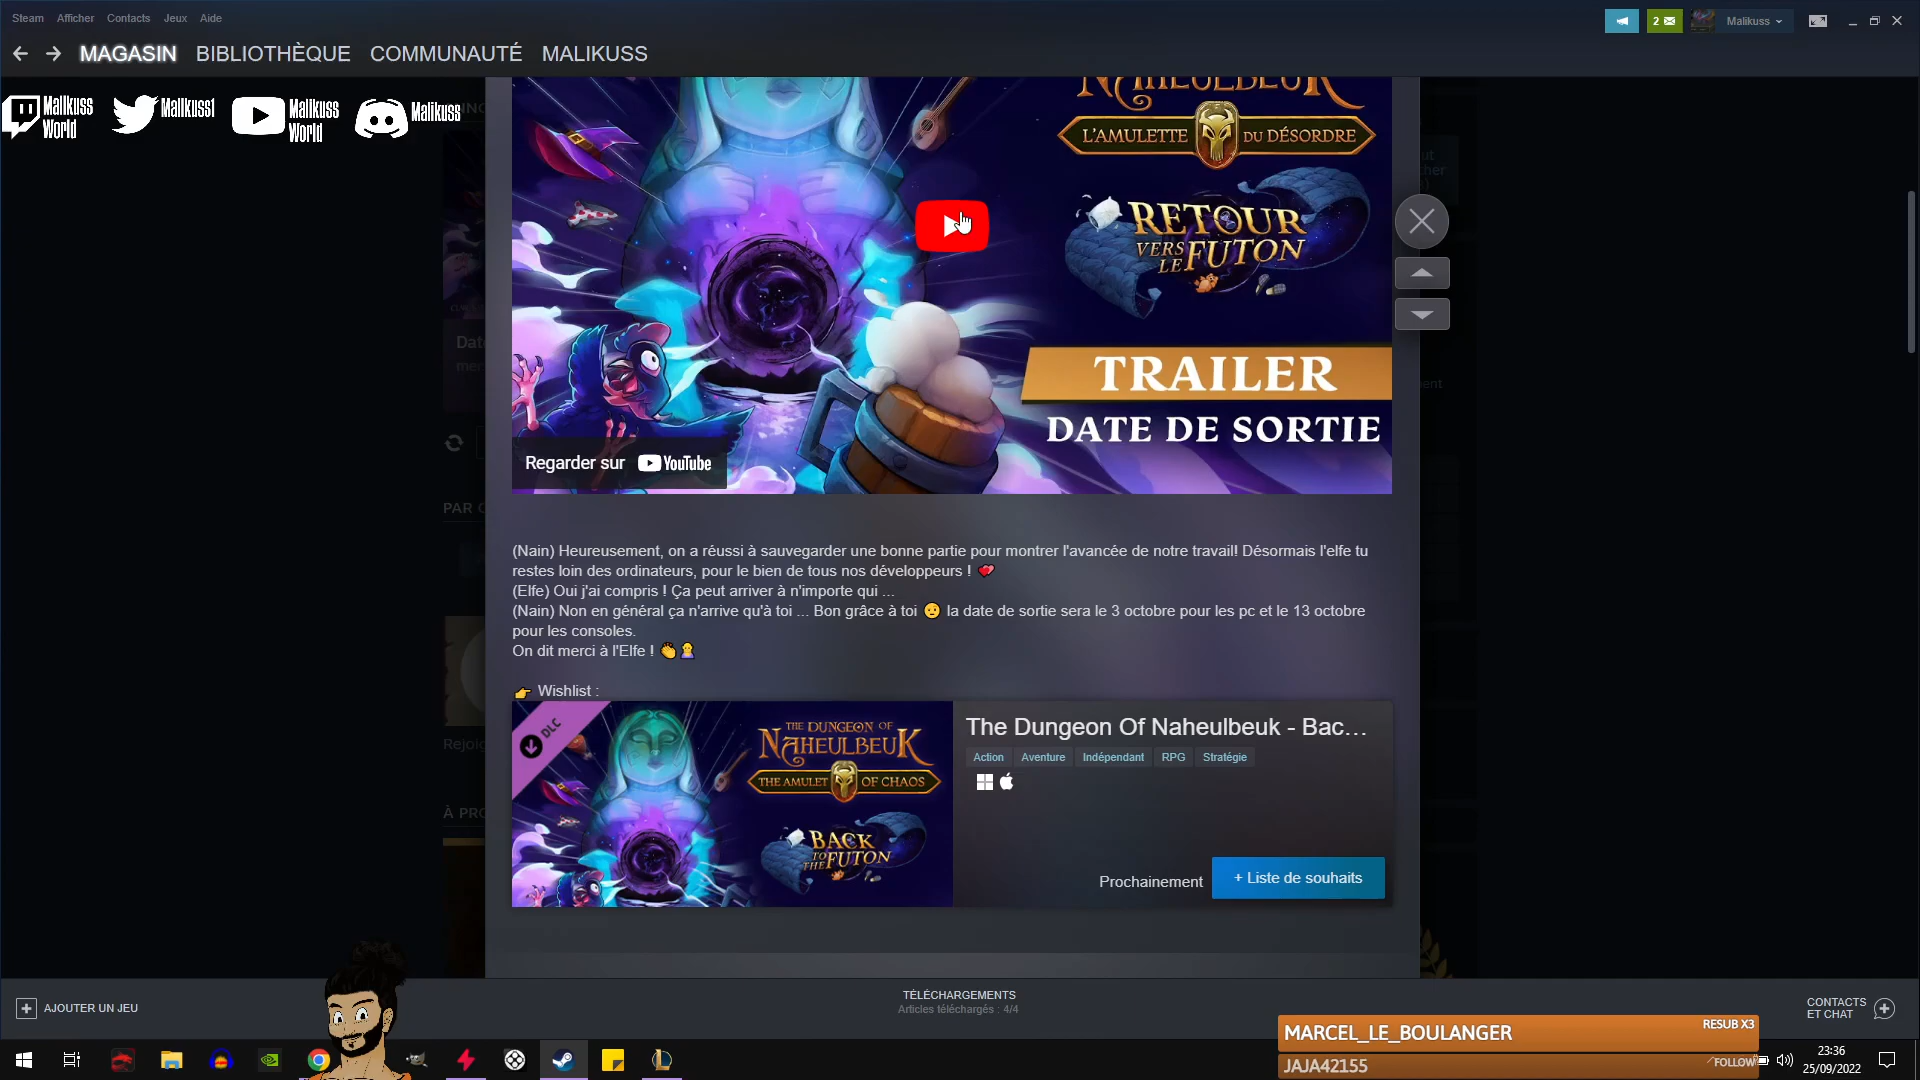 Steam Afficher Contacts Jeux Aide
2
Malikuss
MAGASIN BIBLIOTHÈQUE COMMUNAUTÉ MALIKUSS
Malikuss World
Malikuss1
Malikuss World
Malikuss
NAHEULBEUK
L'AMULETTE DU DÉSORDRE
RETOUR
VERS
LE FUTON
TRAILER
DATE DE SORTIE
Regarder sur YouTube
(Nain) Heureusement, on a réussi à sauvegarder une bonne partie pour montrer l'avancée de notre travail! Désormais l'elfe tu
restes loin des ordinateurs, pour le bien de tous nos développeurs ! 💕
(Elfe) Oui j'ai compris ! Ça peut arriver à n'importe qui ...
(Nain) Non en général ça n'arrive qu'à toi ... Bon grâce à toi 🤨 la date de sortie sera le 3 octobre pour les pc et le 13 octobre
pour les consoles.
On dit merci à l'Elfe ! 👏🤦
👉 Wishlist :
DLC
THE DUNGEON OF
NAHEULBEUK
THE AMULET OF CHAOS
BACK
TO
THE FUTON
The Dungeon Of Naheulbeuk - Bac...
Action Aventure Indépendant RPG Stratégie
Prochainement
+ Liste de souhaits
PAR
Rejoig
À PRO
AJOUTER UN JEU
TÉLÉCHARGEMENTS
Articles téléchargés : 4/4
CONTACTS
ET CHAT
MARCEL_LE_BOULANGER
RESUB X3
JAJA42155
FOLLOW
23:36
25/09/2022